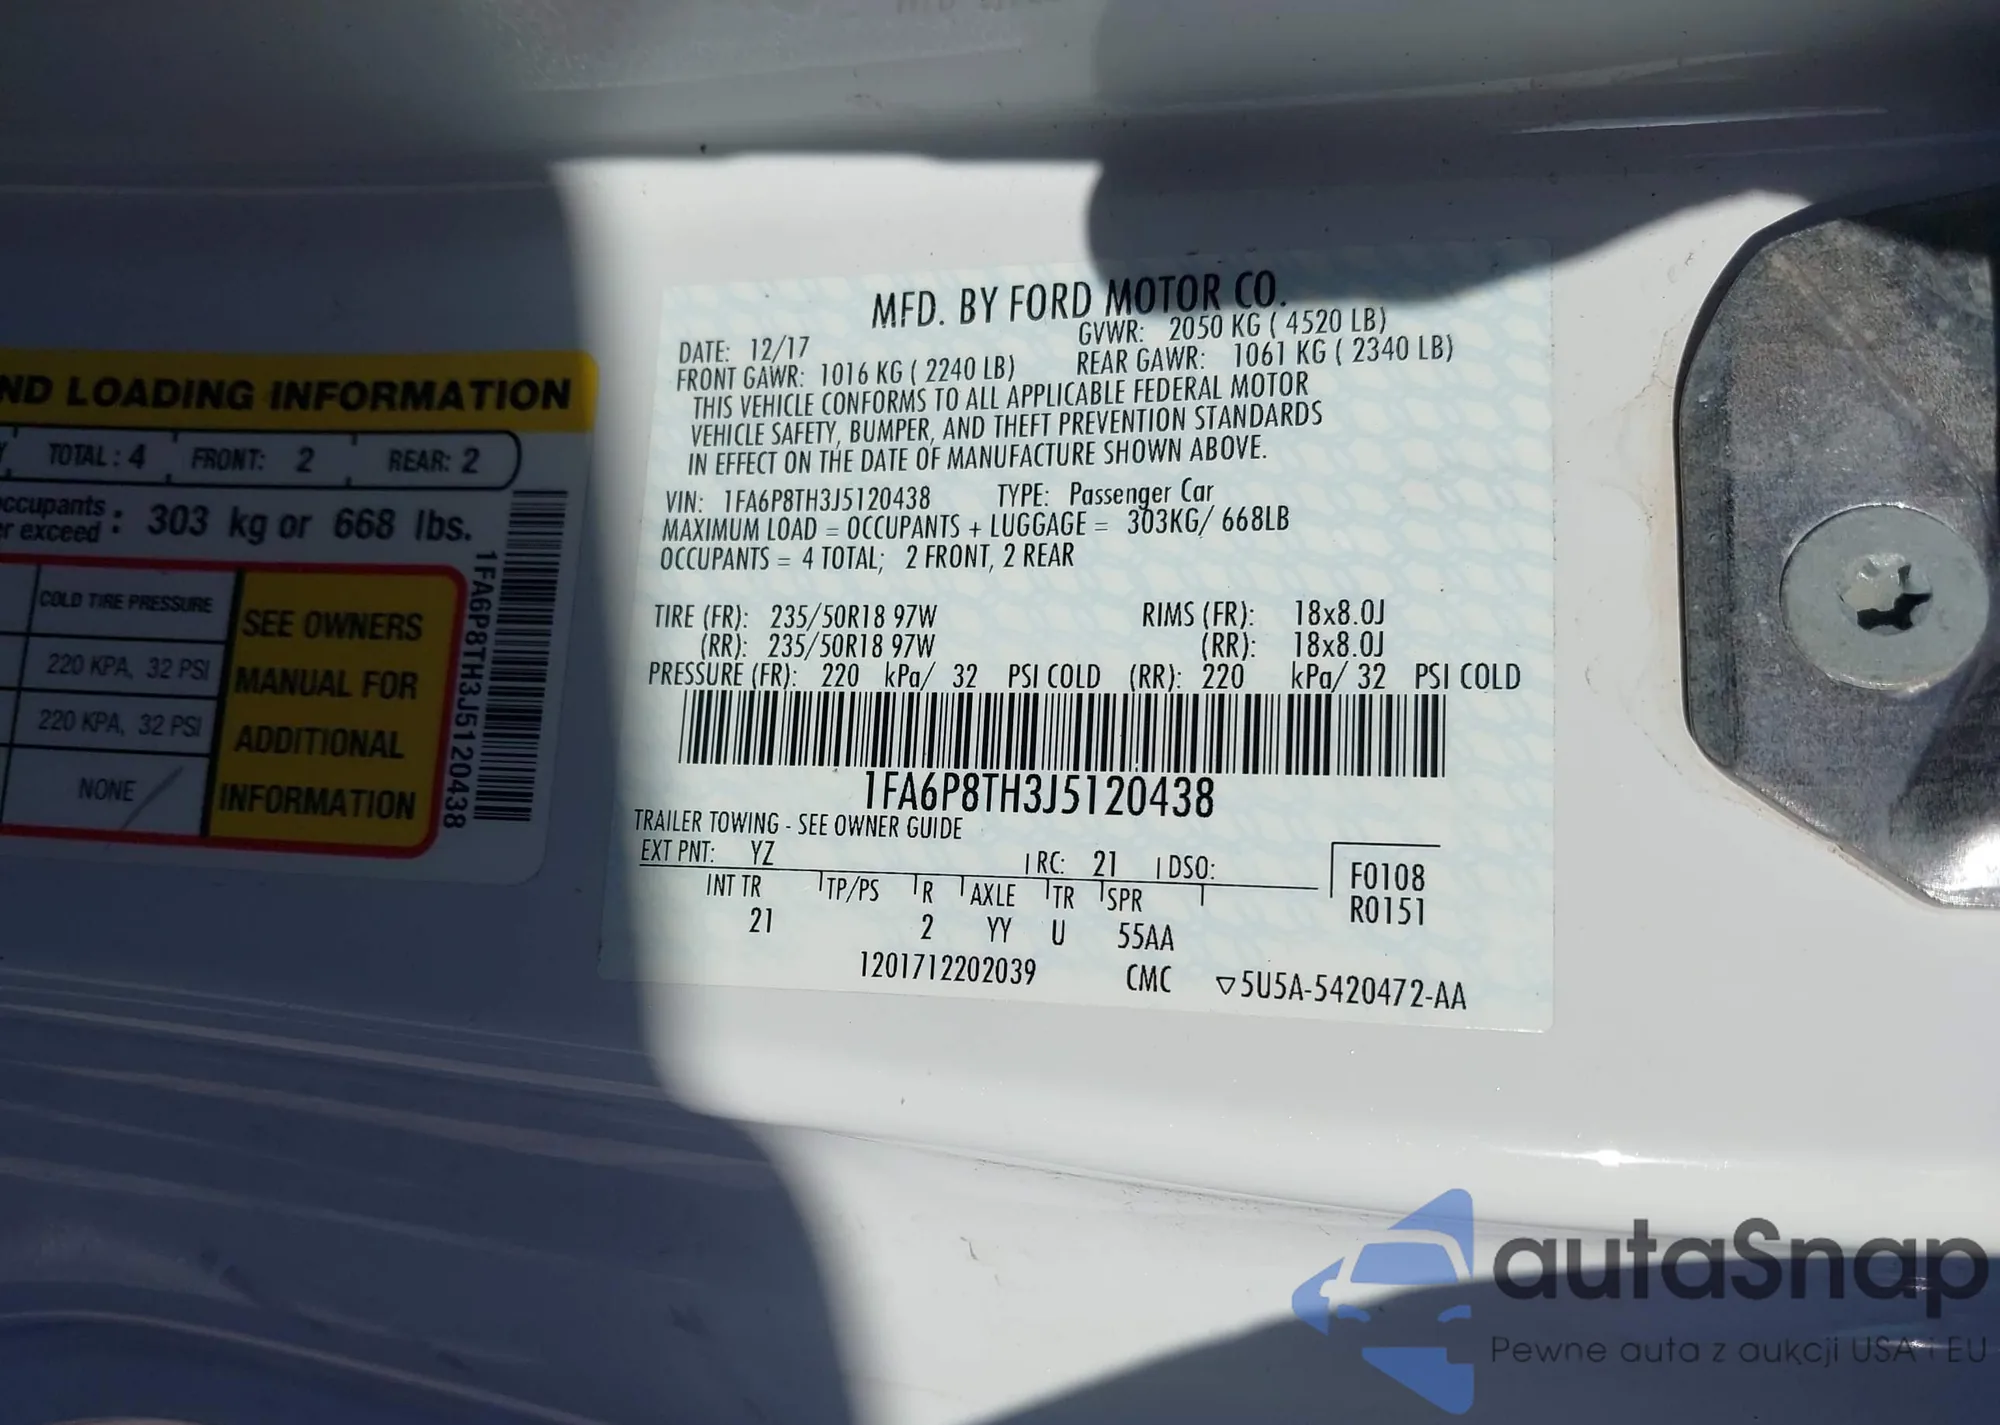 ND LOADING INFORMATION
TOTAL: 4 FRONT: 2 REAR: 2
occupants
er exceed : 303 kg or 668 lbs.
COLD TIRE PRESSURE
220 KPA, 32 PSI
220 KPA, 32 PSI
NONE
SEE OWNERS
MANUAL FOR
ADDITIONAL
INFORMATION
1FA6P8TH3J5120438
MFD. BY FORD MOTOR CO.
DATE: 12/17 GVWR: 2050 KG ( 4520 LB)
FRONT GAWR: 1016 KG ( 2240 LB) REAR GAWR: 1061 KG ( 2340 LB)
THIS VEHICLE CONFORMS TO ALL APPLICABLE FEDERAL MOTOR
VEHICLE SAFETY, BUMPER, AND THEFT PREVENTION STANDARDS
IN EFFECT ON THE DATE OF MANUFACTURE SHOWN ABOVE.
VIN: 1FA6P8TH3J5120438 TYPE: Passenger Car
MAXIMUM LOAD = OCCUPANTS + LUGGAGE = 303KG/ 668LB
OCCUPANTS = 4 TOTAL; 2 FRONT, 2 REAR
TIRE (FR): 235/50R18 97W RIMS (FR): 18x8.0J
(RR): 235/50R18 97W (RR): 18x8.0J
PRESSURE (FR): 220 kPa/ 32 PSI COLD (RR): 220 kPa/ 32 PSI COLD
1FA6P8TH3J5120438
TRAILER TOWING - SEE OWNER GUIDE
EXT PNT: YZ RC: 21 DSO:
INT TR TP/PS R AXLE TR SPR
21 2 YY U 55AA
F0108
R0151
1201712202039 CMC ▽5U5A-5420472-AA
autaSnap
Pewne auta z aukcji USA i EU